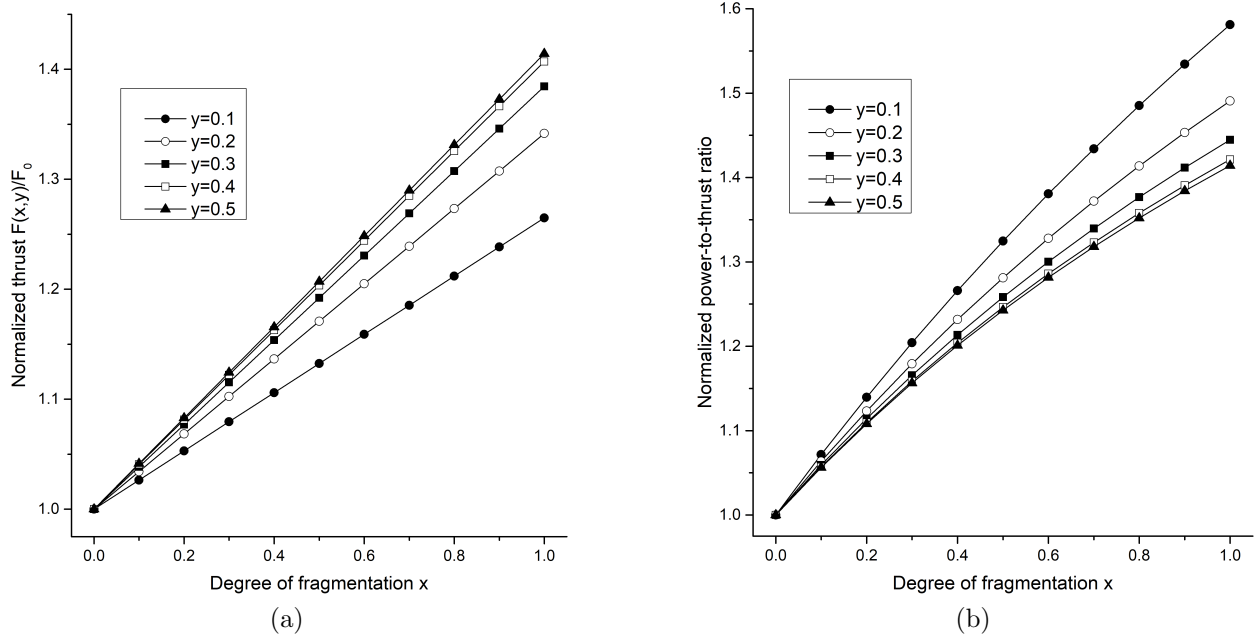 Normalized thrust F(x,y)/F₀
1.4
1.3
1.2
1.1
1.0
y=0.1
y=0.2
y=0.3
y=0.4
y=0.5
0.0 0.2 0.4 0.6 0.8 1.0
Degree of fragmentation x
(a)
Normalized power-to-thrust ratio
1.6
1.5
1.4
1.3
1.2
1.1
1.0
y=0.1
y=0.2
y=0.3
y=0.4
y=0.5
0.0 0.2 0.4 0.6 0.8 1.0
Degree of fragmentation x
(b)